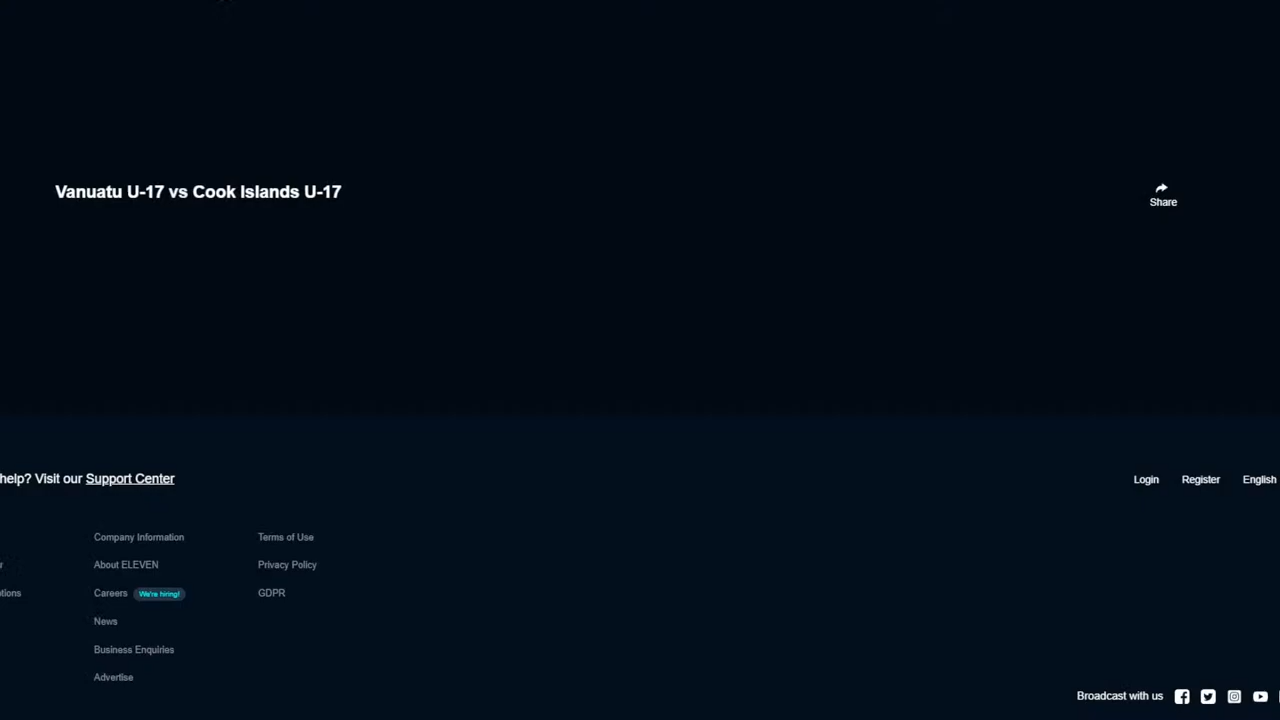 Vanuatu U-17 vs Cook Islands U-17
Share
help? Visit our Support Center
Login Register English
Company Information Terms of Use
About ELEVEN Privacy Policy
Careers We're hiring! GDPR
News
Business Enquiries
Advertise
Broadcast with us